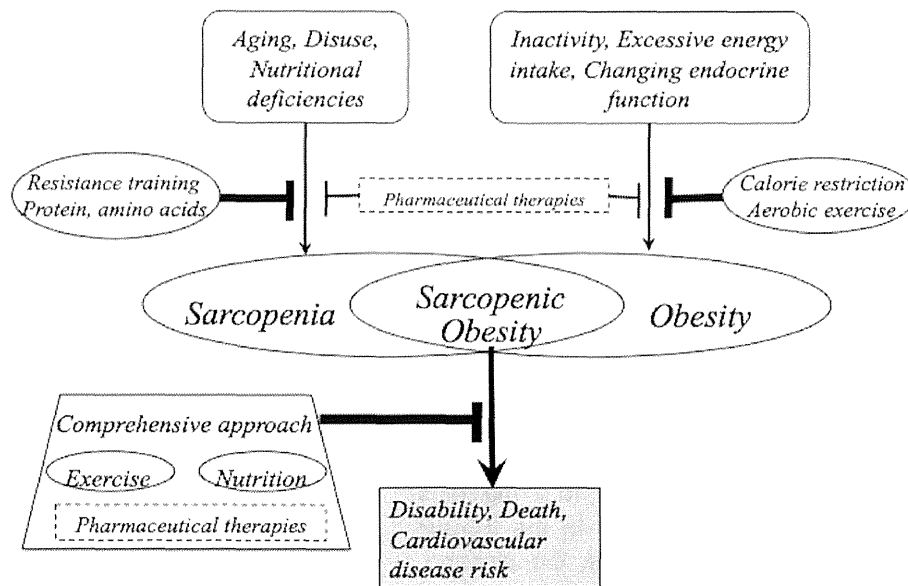 Aging, Disuse,
Nutritional
deficiencies
Inactivity, Excessive energy
intake, Changing endocrine
function
Resistance training
Protein, amino acids
Pharmaceutical therapies
Calorie restriction
Aerobic exercise
Sarcopenia
Sarcopenic
Obesity
Obesity
Comprehensive approach
Exercise
Nutrition
Pharmaceutical therapies
Disability, Death,
Cardiovascular
disease risk